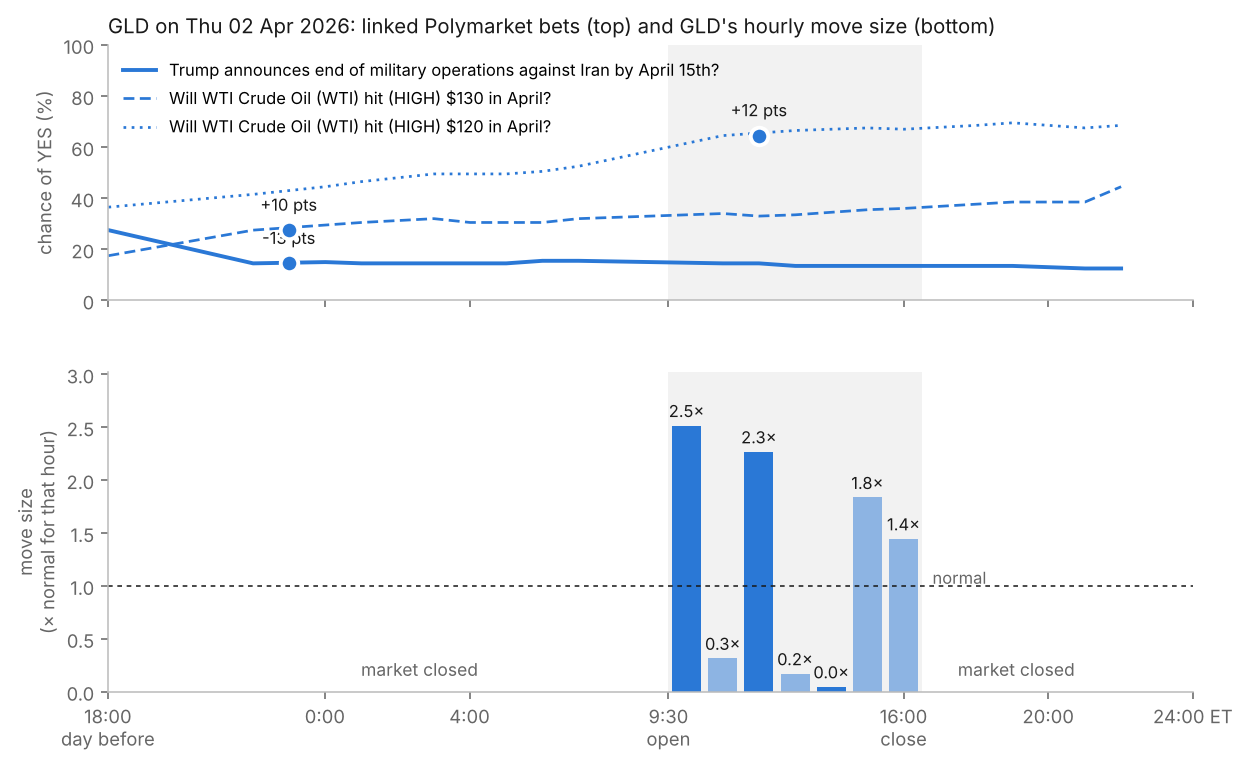 GLD on Thu 02 Apr 2026: linked Polymarket bets (top) and GLD's hourly move size (bottom)
chance of YES (%)
100
80
60
40
20
0
Trump announces end of military operations against Iran by April 15th?
Will WTI Crude Oil (WTI) hit (HIGH) $130 in April?
Will WTI Crude Oil (WTI) hit (HIGH) $120 in April?
+12 pts
+10 pts
-13 pts
move size
(× normal for that hour)
3.0
2.5
2.0
1.5
1.0
0.5
0.0
2.5×
0.3×
2.3×
0.2×
0.0×
1.8×
1.4×
normal
market closed
market closed
18:00
day before
0:00
4:00
9:30
open
16:00
close
20:00
24:00 ET